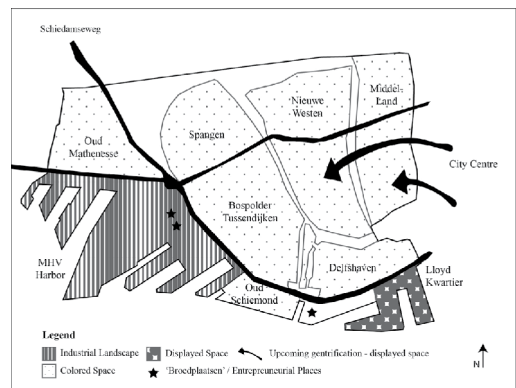 Schiedamseweg
Middel-
Land
Nieuwe
Westen
Spangen
Oud
Mathenesse
City Centre
Bospolder
Tussendijken
MHV
Harbor
Delfshaven
Lloyd
Kwartier
Oud
Schiemond
Legend
Industrial Landscape
Displayed Space
Upcoming gentrification - displayed space
Colored Space
'Broedplaatsen' / Entrepreneurial Places
N